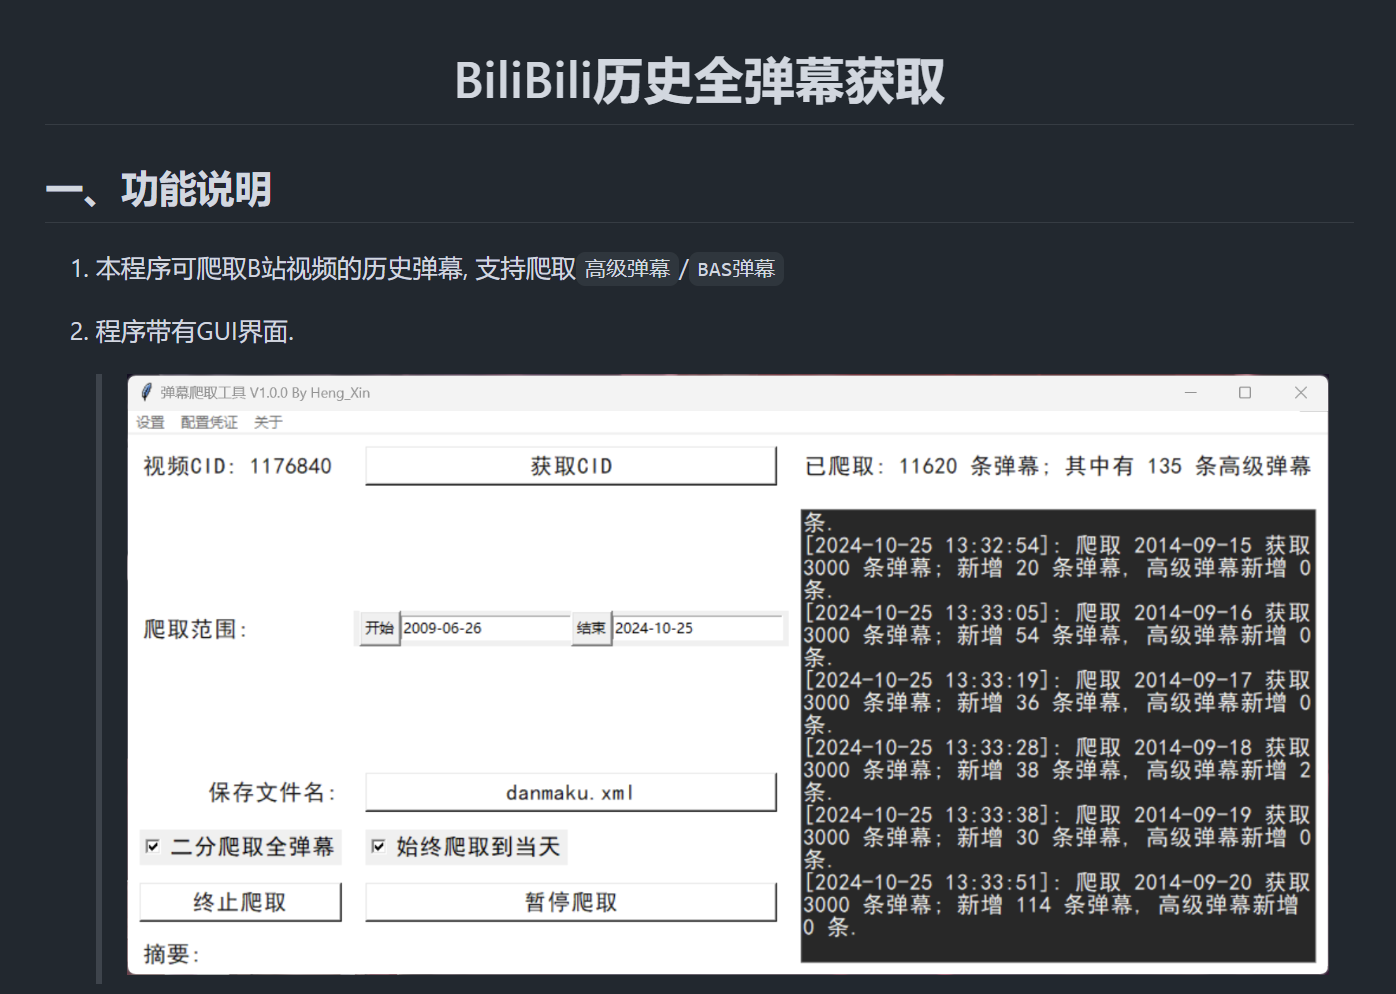 BiliBili历史全弹幕获取
一、功能说明
1. 本程序可爬取B站视频的历史弹幕, 支持爬取 高级弹幕 / BAS弹幕
2. 程序带有GUI界面.
弹幕爬取工具 V1.0.0 By Heng_Xin
设置 配置凭证 关于
视频CID: 1176840 获取CID 已爬取: 11620 条弹幕; 其中有 135 条高级弹幕
爬取范围: 开始 2009-06-26 结束 2024-10-25
保存文件名: danmaku.xml
二分爬取全弹幕 始终爬取到当天
终止爬取 暂停爬取
摘要:
条.
[2024-10-25 13:32:54]: 爬取 2014-09-15 获取
3000 条弹幕; 新增 20 条弹幕, 高级弹幕新增 0
条.
[2024-10-25 13:33:05]: 爬取 2014-09-16 获取
3000 条弹幕; 新增 54 条弹幕, 高级弹幕新增 0
条.
[2024-10-25 13:33:19]: 爬取 2014-09-17 获取
3000 条弹幕; 新增 36 条弹幕, 高级弹幕新增 0
条.
[2024-10-25 13:33:28]: 爬取 2014-09-18 获取
3000 条弹幕; 新增 38 条弹幕, 高级弹幕新增 2
条.
[2024-10-25 13:33:38]: 爬取 2014-09-19 获取
3000 条弹幕; 新增 30 条弹幕, 高级弹幕新增 0
条.
[2024-10-25 13:33:51]: 爬取 2014-09-20 获取
3000 条弹幕; 新增 114 条弹幕, 高级弹幕新增
0 条.